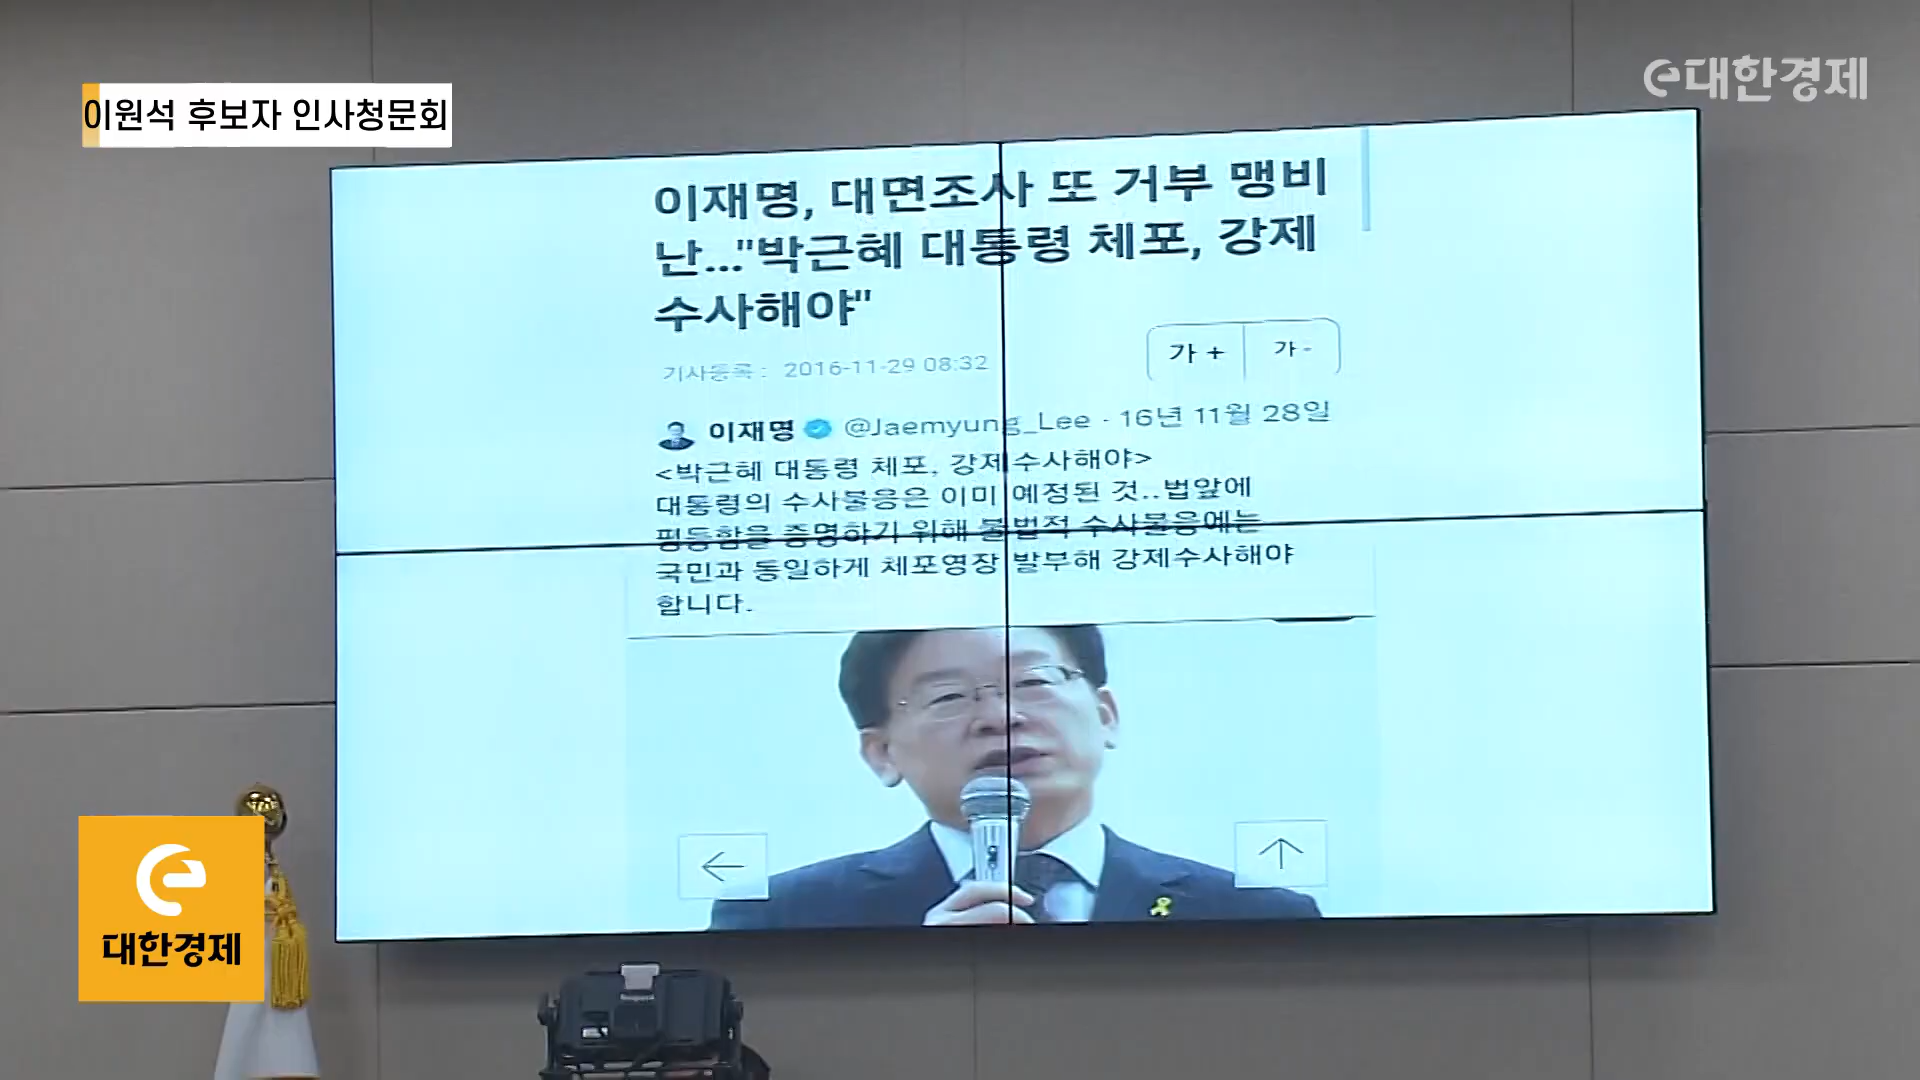 이원석 후보자 인사청문회
e대한경제
이재명, 대면조사 또 거부 맹비
난..."박근혜 대통령 체포, 강제
수사해야"
기사등록 : 2016-11-29 08:32
가 +
가 -
이재명 @Jaemyung_Lee · 16년 11월 28일
<박근혜 대통령 체포, 강제수사해야>
대통령의 수사불응은 이미 예정된 것..법앞에
평등함을 증명하기 위해 불법적 수사불응에는
국민과 동일하게 체포영장 발부해 강제수사해야
합니다.
e
대한경제